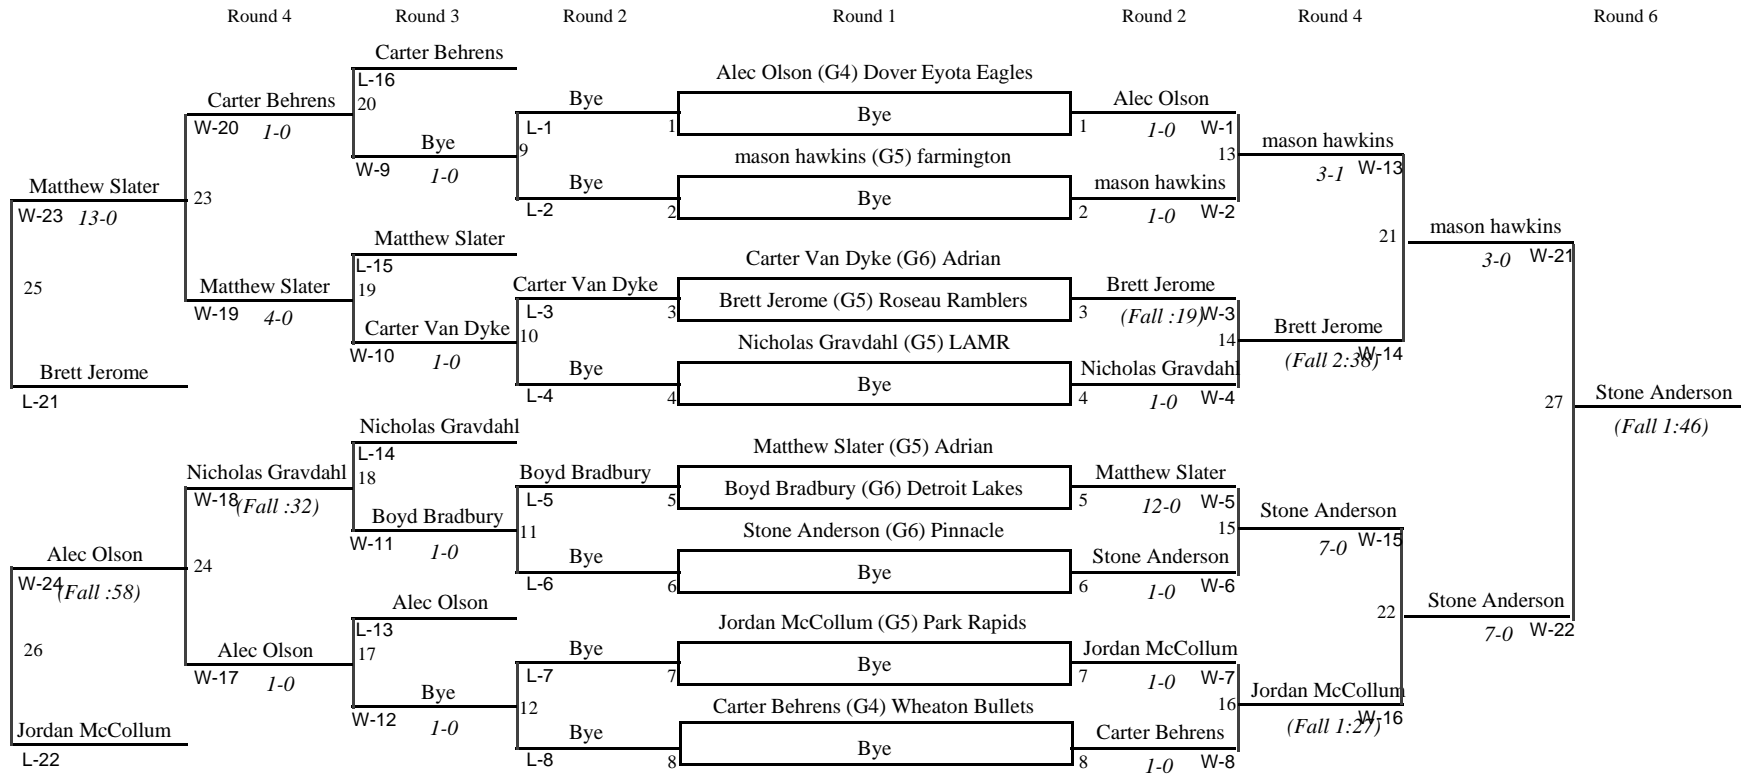 Round 4 Round 3 Round 2 Round 1 Round 2 Round 4 Round 6
Carter Behrens
L-16
Alec Olson (G4) Dover Eyota Eagles
Carter Behrens 20 Bye Alec Olson
W-20 1-0 L-1 1 Bye 1 1-0 W-1
Bye 9 mason hawkins
W-9 1-0 mason hawkins (G5) farmington 13 3-1 W-13
Matthew Slater 23 Bye mason hawkins
W-23 13-0 L-2 2 Bye 2 1-0 W-2
mason hawkins
Matthew Slater 21 3-0 W-21
L-15 Carter Van Dyke (G6) Adrian
25 Matthew Slater 19 Carter Van Dyke Brett Jerome
W-19 4-0 L-3 3 Brett Jerome (G5) Roseau Ramblers 3 (Fall :19) W-3
Carter Van Dyke 10 Brett Jerome
W-10 1-0 Nicholas Gravdahl (G5) LAMR 14 (Fall 2:38) W-14
Brett Jerome Bye Nicholas Gravdahl
L-21 L-4 4 Bye 4 1-0 W-4
27 Stone Anderson
(Fall 1:46)
Nicholas Gravdahl
L-14 Matthew Slater (G5) Adrian
Nicholas Gravdahl 18 Boyd Bradbury Matthew Slater
W-18 (Fall :32) L-5 5 Boyd Bradbury (G6) Detroit Lakes 5 12-0 W-5
Boyd Bradbury 11 Stone Anderson
W-11 1-0 Stone Anderson (G6) Pinnacle 15 7-0 W-15
Alec Olson 24 Bye Stone Anderson
W-24 (Fall :58) L-6 6 Bye 6 1-0 W-6
Alec Olson Stone Anderson
L-13 22 7-0 W-22
Jordan McCollum (G5) Park Rapids
26 Alec Olson 17 Bye Jordan McCollum
W-17 1-0 L-7 7 Bye 7 1-0 W-7
Bye 12 Jordan McCollum
W-12 1-0 Carter Behrens (G4) Wheaton Bullets 16 (Fall 1:27) W-16
Jordan McCollum Bye Carter Behrens
L-22 L-8 8 Bye 8 1-0 W-8